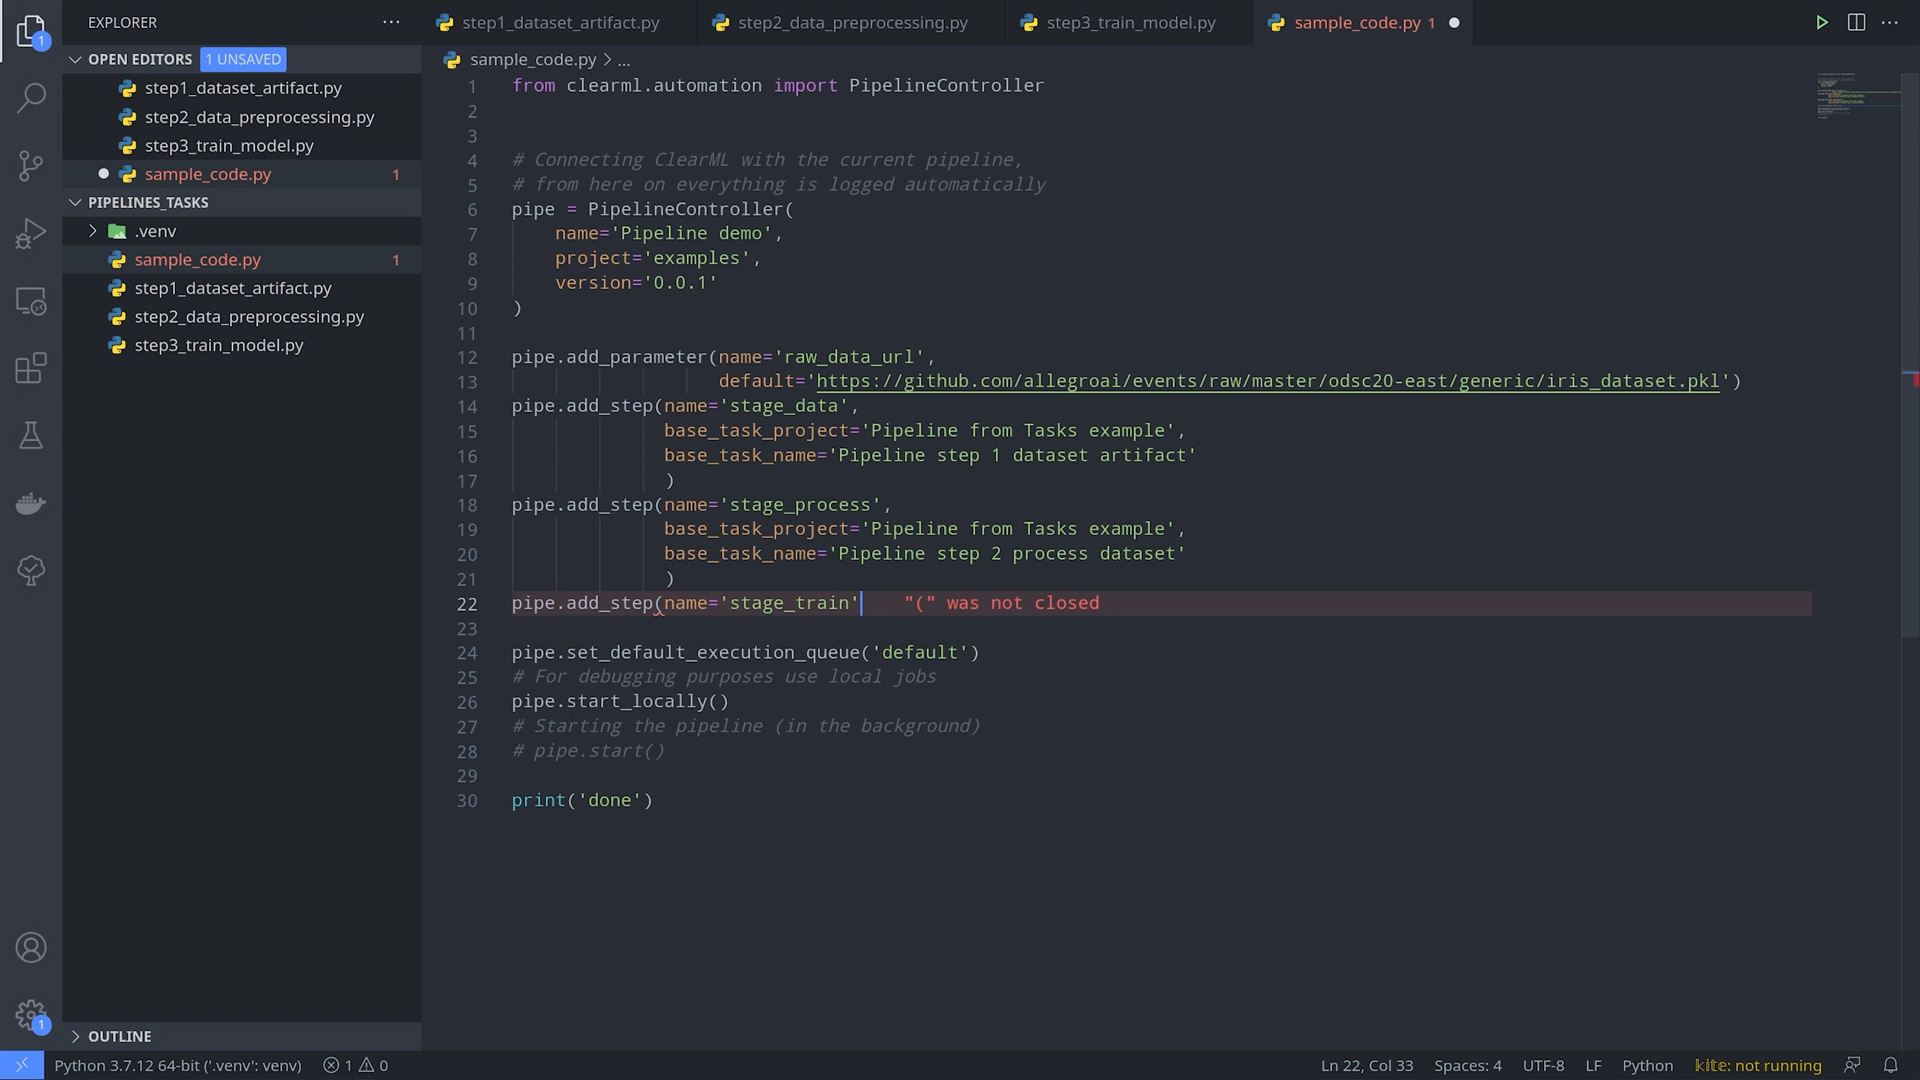 EXPLORER
step1_dataset_artifact.py
step2_data_preprocessing.py
step3_train_model.py
sample_code.py 1
1
OPEN EDITORS 1 UNSAVED
step1_dataset_artifact.py
step2_data_preprocessing.py
step3_train_model.py
sample_code.py 1
PIPELINES_TASKS
.venv
sample_code.py 1
step1_dataset_artifact.py
step2_data_preprocessing.py
step3_train_model.py
sample_code.py > ...
1 from clearml.automation import PipelineController
2
3
4 # Connecting ClearML with the current pipeline,
5 # from here on everything is logged automatically
6 pipe = PipelineController(
7 name='Pipeline demo',
8 project='examples',
9 version='0.0.1'
10 )
11
12 pipe.add_parameter(name='raw_data_url',
13 default='https://github.com/allegroai/events/raw/master/odsc20-east/generic/iris_dataset.pkl')
14 pipe.add_step(name='stage_data',
15 base_task_project='Pipeline from Tasks example',
16 base_task_name='Pipeline step 1 dataset artifact'
17 )
18 pipe.add_step(name='stage_process',
19 base_task_project='Pipeline from Tasks example',
20 base_task_name='Pipeline step 2 process dataset'
21 )
22 pipe.add_step(name='stage_train' "(" was not closed
23
24 pipe.set_default_execution_queue('default')
25 # For debugging purposes use local jobs
26 pipe.start_locally()
27 # Starting the pipeline (in the background)
28 # pipe.start()
29
30 print('done')
1
OUTLINE
Python 3.7.12 64-bit ('.venv': venv) 1 0
Ln 22, Col 33 Spaces: 4 UTF-8 LF Python kite: not running